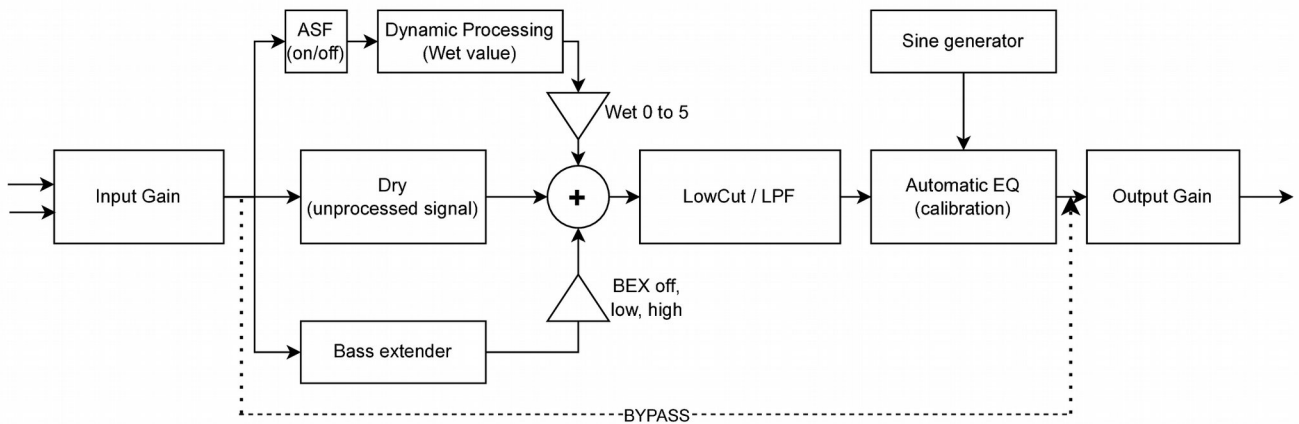 ASF
(on/off)
Dynamic Processing
(Wet value)
Sine generator
Wet 0 to 5
Input Gain
Dry
(unprocessed signal)
+
LowCut / LPF
Automatic EQ
(calibration)
Output Gain
BEX off,
low, high
Bass extender
BYPASS